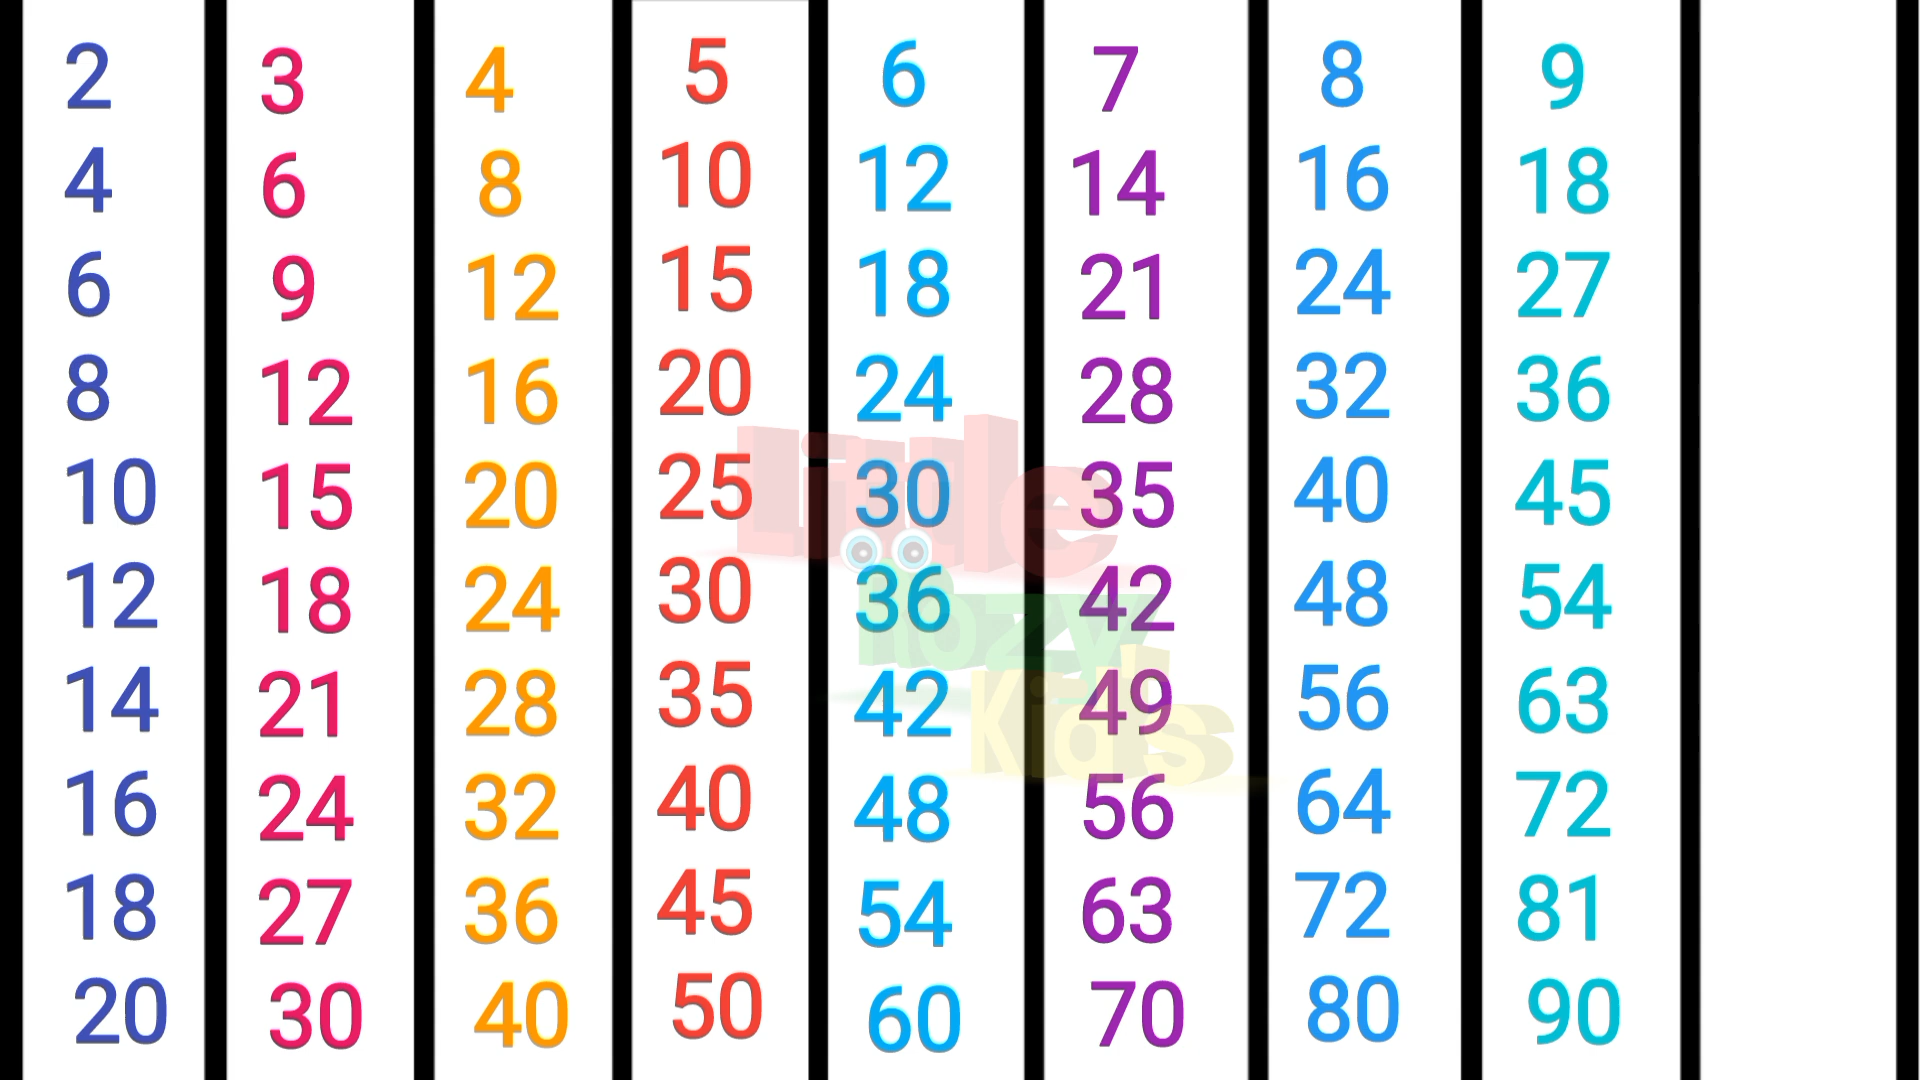 2 3 4 5 6 7 8 9
4 6 8 10 12 14 16 18
6 9 12 15 18 21 24 27
8 12 16 20 24 28 32 36
10 15 20 25 30 35 40 45
12 18 24 30 36 42 48 54
14 21 28 35 42 49 56 63
16 24 32 40 48 56 64 72
18 27 36 45 54 63 72 81
20 30 40 50 60 70 80 90
Little
nozy
Kid's